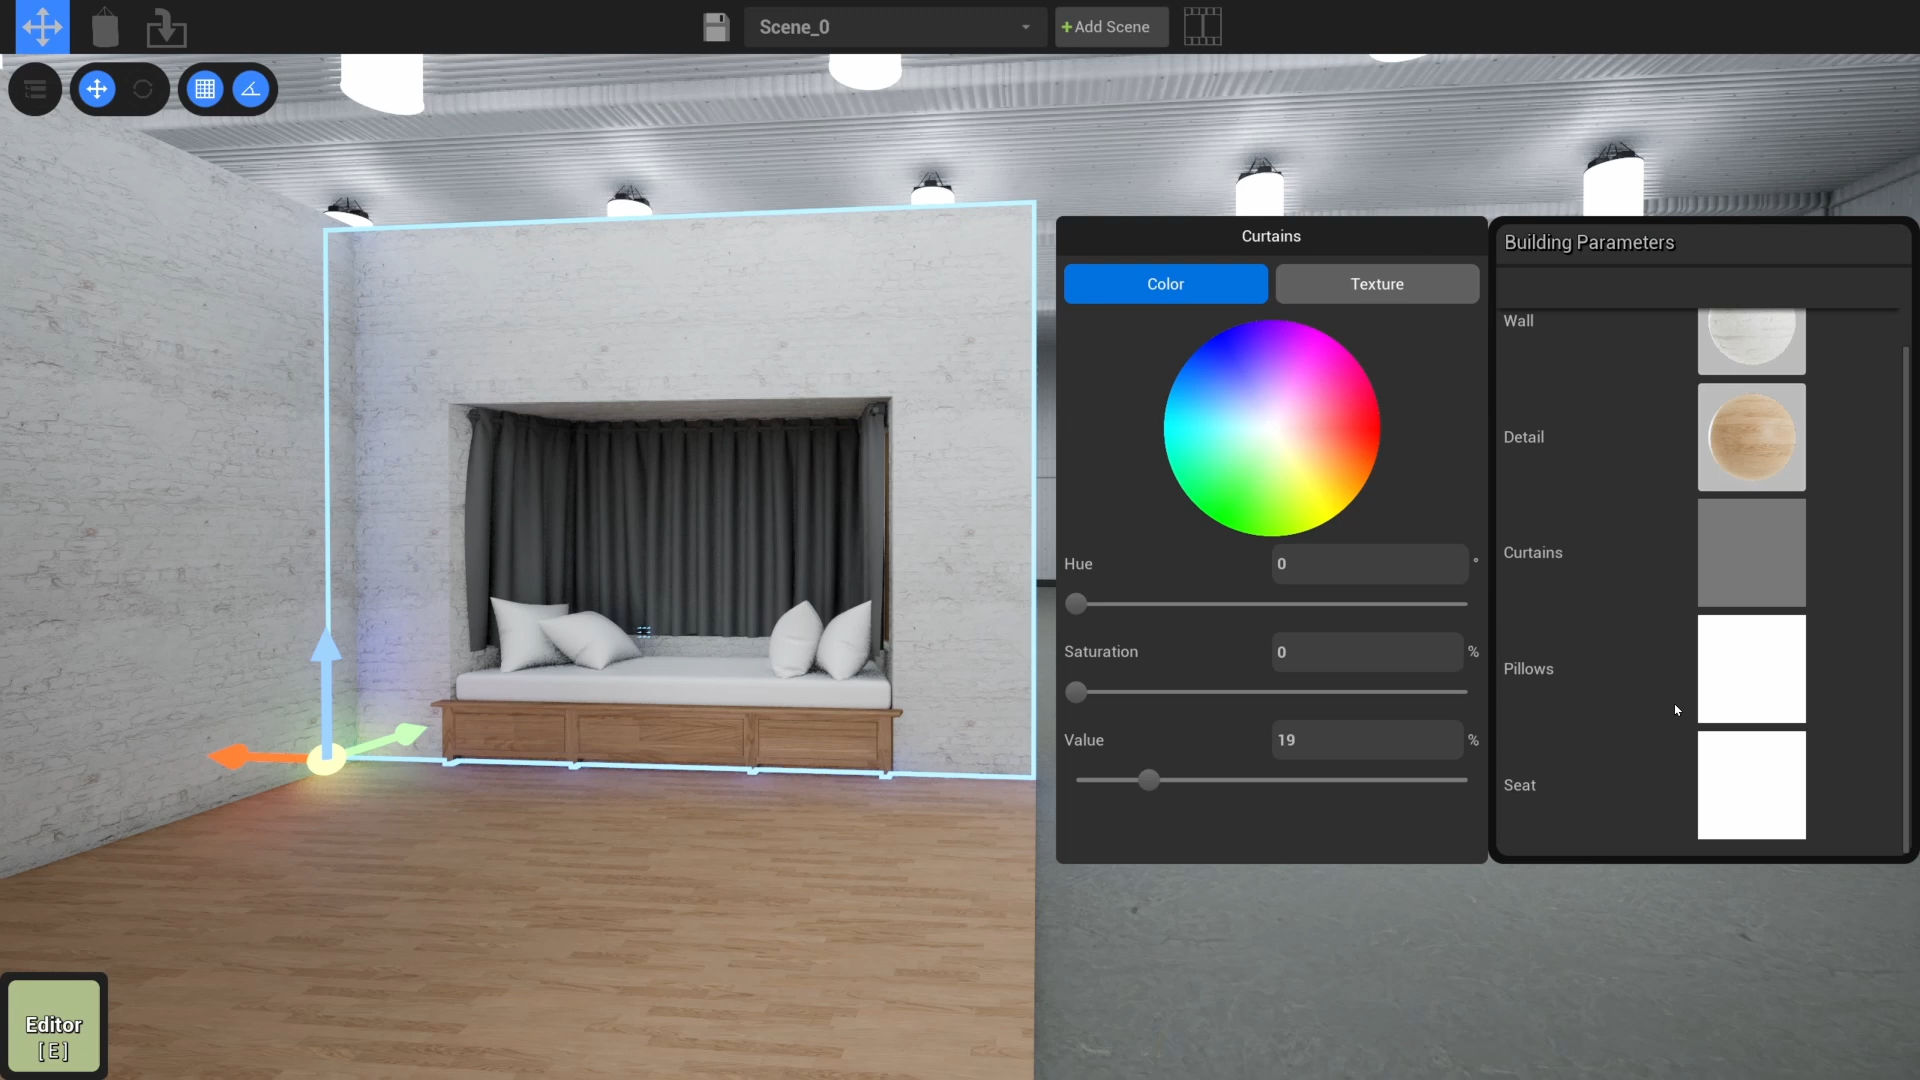 Scene_0
+Add Scene
Curtains
Color
Texture
Hue
0
°
Saturation
0
%
Value
19
%
Building Parameters
Wall
Detail
Curtains
Pillows
Seat
Editor
[E]